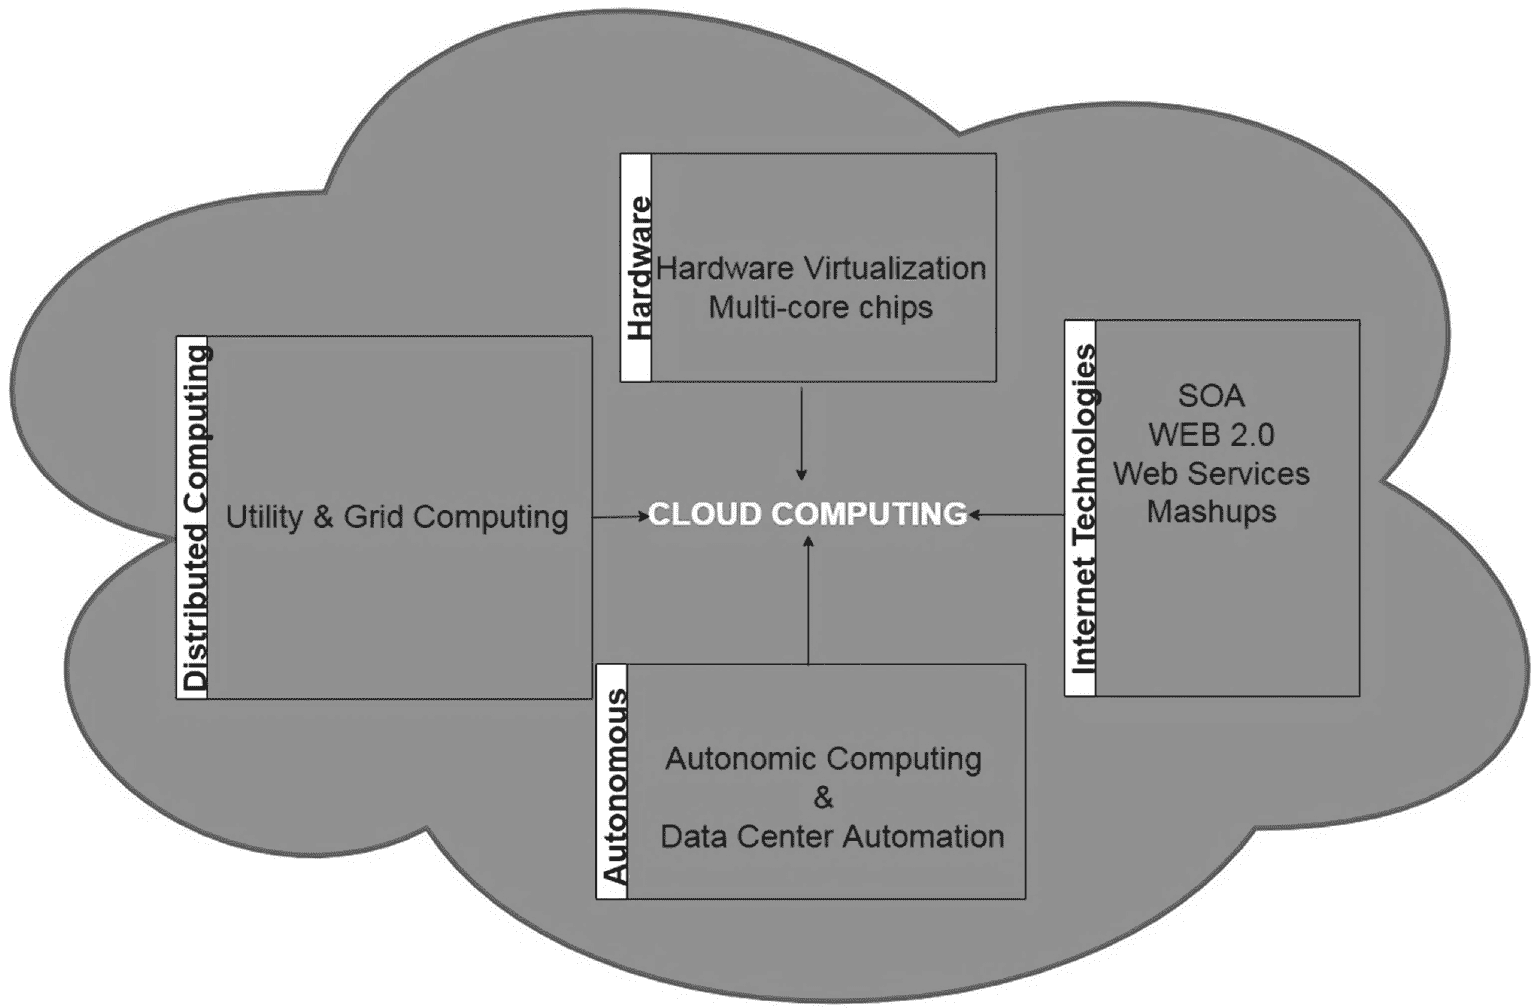 Hardware
Hardware Virtualization
Multi-core chips
Distributed Computing
Utility & Grid Computing
CLOUD COMPUTING
Internet Technologies
SOA
WEB 2.0
Web Services
Mashups
Autonomous
Autonomic Computing
&
Data Center Automation